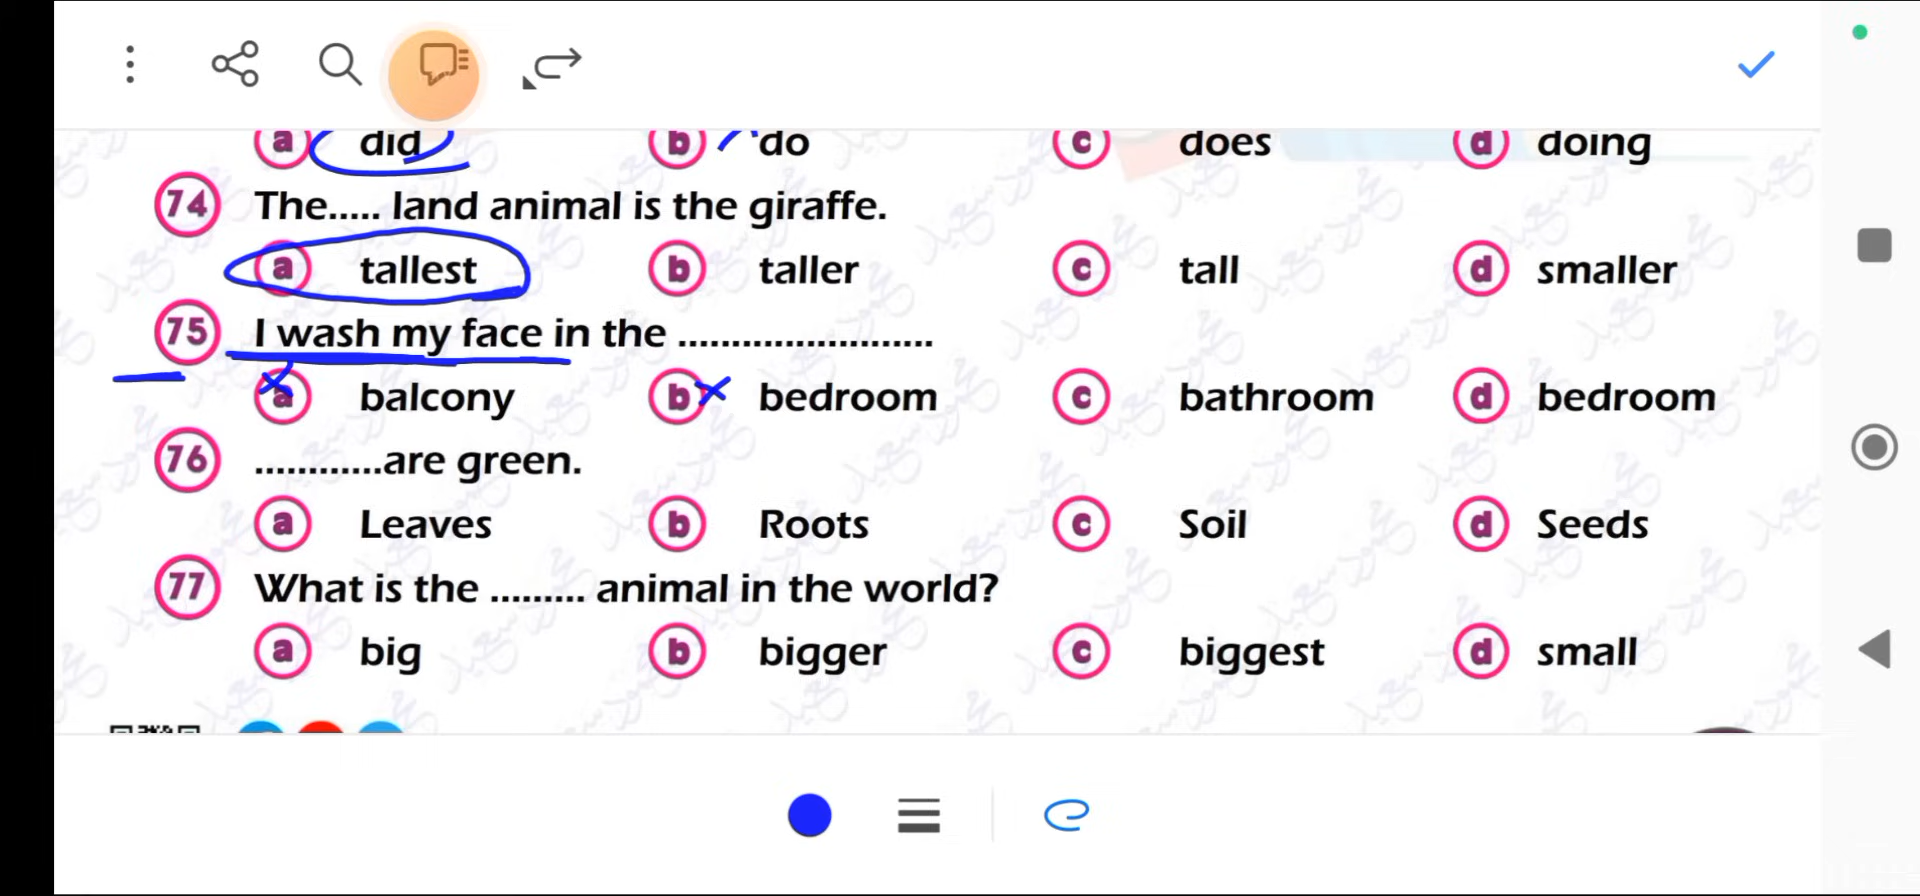 a did b do c does d doing
74 The..... land animal is the giraffe.
a tallest b taller c tall d smaller
75 I wash my face in the ........................
a balcony b bedroom c bathroom d bedroom
76 ............are green.
a Leaves b Roots c Soil d Seeds
77 What is the ......... animal in the world?
a big b bigger c biggest d small